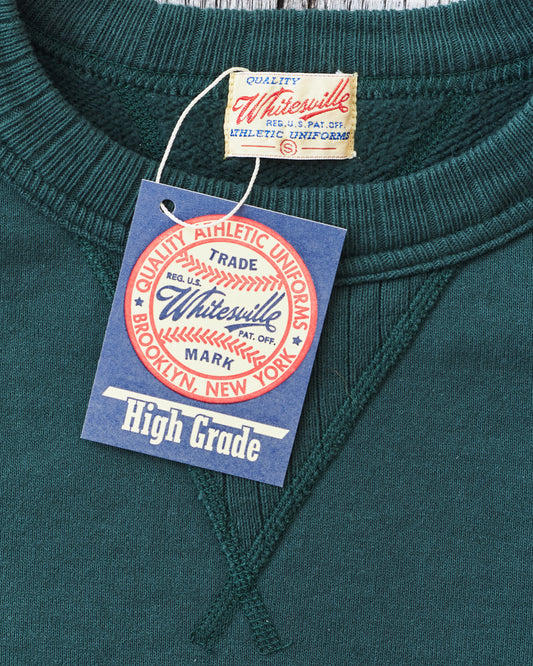 QUALITY
Whitesville
REG. U.S. PAT. OFF.
ATHLETIC UNIFORMS
S
QUALITY ATHLETIC UNIFORMS
TRADE
REG. U.S.
Whitesville
PAT. OFF.
MARK
★ BROOKLYN, NEW YORK ★
High Grade